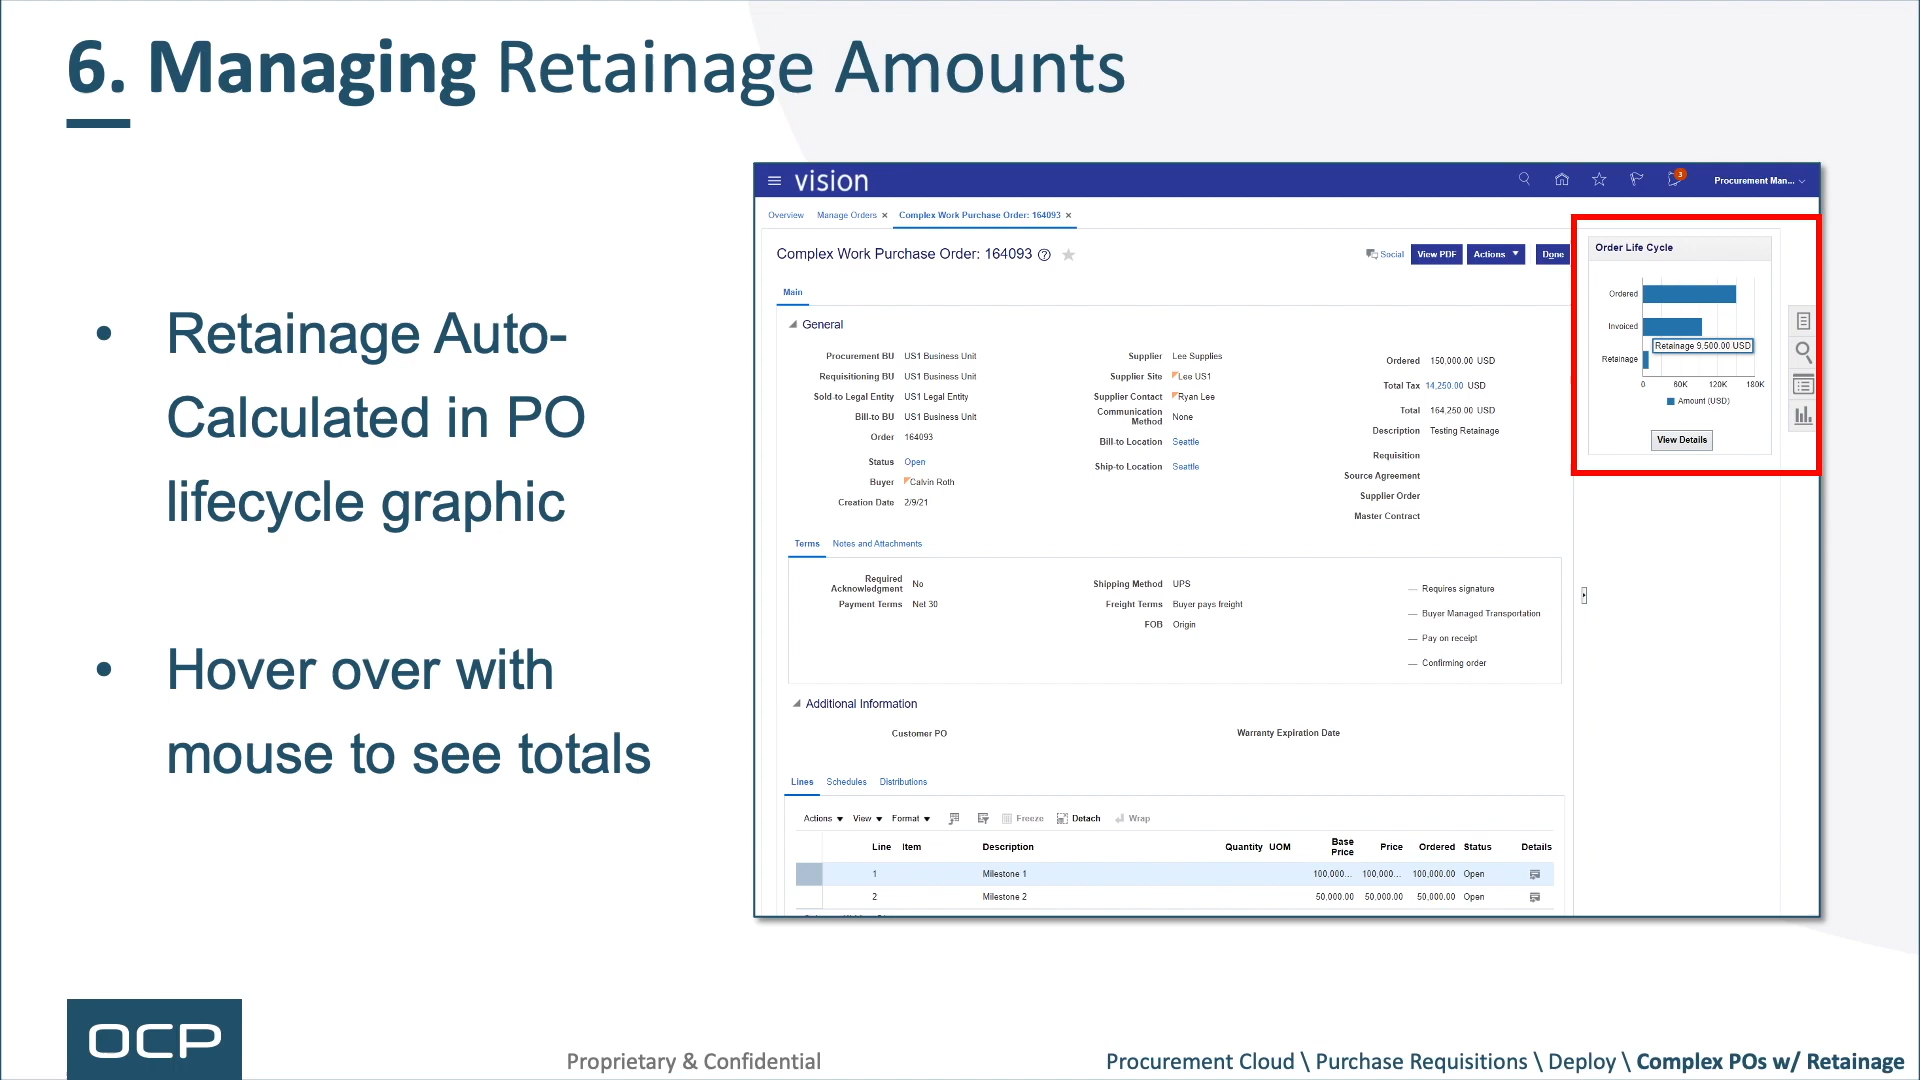 6. Managing Retainage Amounts
• Retainage Auto-
Calculated in PO
lifecycle graphic
• Hover over with
mouse to see totals
vision
3
Procurement Man...
Overview Manage Orders × Complex Work Purchase Order: 164093 ×
Complex Work Purchase Order: 164093 ?
Social View PDF Actions Done
Main
General
Procurement BU US1 Business Unit
Requisitioning BU US1 Business Unit
Sold-to Legal Entity US1 Legal Entity
Bill-to BU US1 Business Unit
Order 164093
Status Open
Buyer Calvin Roth
Creation Date 2/9/21
Supplier Lee Supplies
Supplier Site Lee US1
Supplier Contact Ryan Lee
Communication
Method None
Bill-to Location Seattle
Ship-to Location Seattle
Ordered 150,000.00 USD
Total Tax 14,250.00 USD
Total 164,250.00 USD
Description Testing Retainage
Requisition
Source Agreement
Supplier Order
Master Contract
Order Life Cycle
Ordered
Invoiced
Retainage 9,500.00 USD
Retainage
0 60K 120K 180K
Amount (USD)
View Details
Terms Notes and Attachments
Required
Acknowledgment No
Payment Terms Net 30
Shipping Method UPS
Freight Terms Buyer pays freight
FOB Origin
— Requires signature
— Buyer Managed Transportation
— Pay on receipt
— Confirming order
Additional Information
Customer PO
Warranty Expiration Date
Lines Schedules Distributions
Actions View Format Freeze Detach Wrap
Line Item Description Quantity UOM Base Price Price Ordered Status Details
1 Milestone 1 100,000... 100,000... 100,000.00 Open
2 Milestone 2 50,000.00 50,000.00 50,000.00 Open
OCP
Proprietary & Confidential
Procurement Cloud \ Purchase Requisitions \ Deploy \ Complex POs w/ Retainage